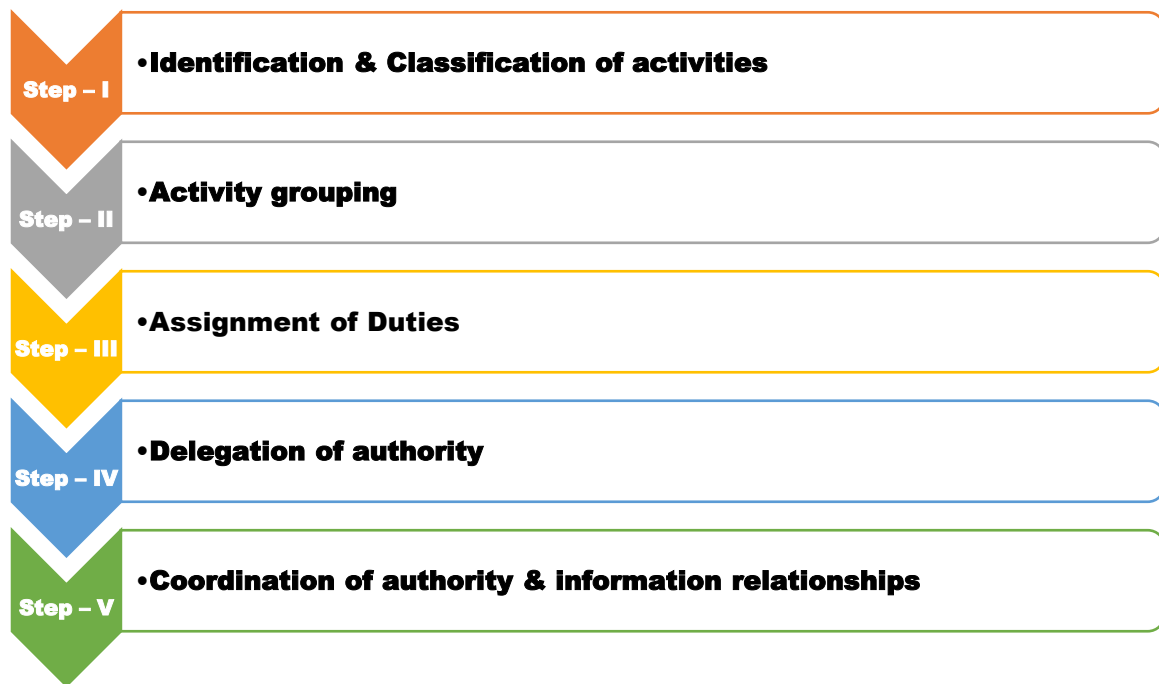 Step – I
•Identification & Classification of activities
Step – II
•Activity grouping
Step – III
•Assignment of Duties
Step – IV
•Delegation of authority
Step – V
•Coordination of authority & information relationships